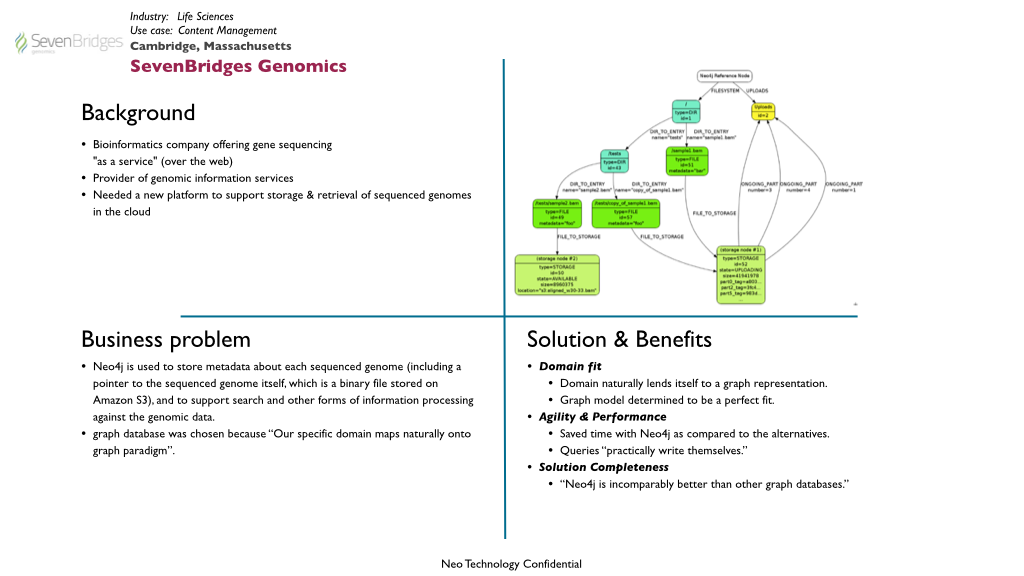 Industry: Life Sciences
Use case: Content Management
Cambridge, Massachusetts
SevenBridges Genomics
SevenBridges
genomics
Background
• Bioinformatics company offering gene sequencing
"as a service" (over the web)
• Provider of genomic information services
• Needed a new platform to support storage & retrieval of sequenced genomes
in the cloud
Neo4j Reference Node
FILESYSTEM
UPLOADS
/
type=DIR
id=1
Uploads
id=2
DIR_TO_ENTRY
name="tests"
DIR_TO_ENTRY
name="sample1.bam"
/tests
type=DIR
id=43
/sample1.bam
type=FILE
id=51
metadata="bar"
DIR_TO_ENTRY
name="sample2.bam"
DIR_TO_ENTRY
name="copy_of_sample1.bam"
ONGOING_PART
number=3
ONGOING_PART
number=4
ONGOING_PART
number=1
/tests/sample2.bam
type=FILE
id=49
metadata="foo"
/tests/copy_of_sample1.bam
type=FILE
id=57
metadata="foo"
FILE_TO_STORAGE
FILE_TO_STORAGE
FILE_TO_STORAGE
(storage node #2)
type=STORAGE
id=50
state=AVAILABLE
size=8960375
(storage node #1)
type=STORAGE
id=52
state=UPLOADING
size=41941978
Business problem
• Neo4j is used to store metadata about each sequenced genome (including a
pointer to the sequenced genome itself, which is a binary file stored on
Amazon S3), and to support search and other forms of information processing
against the genomic data.
• graph database was chosen because “Our specific domain maps naturally onto
graph paradigm”.
Solution & Benefits
• Domain fit
• Domain naturally lends itself to a graph representation.
• Graph model determined to be a perfect fit.
• Agility & Performance
• Saved time with Neo4j as compared to the alternatives.
• Queries “practically write themselves.”
• Solution Completeness
• “Neo4j is incomparably better than other graph databases.”
Neo Technology Confidential